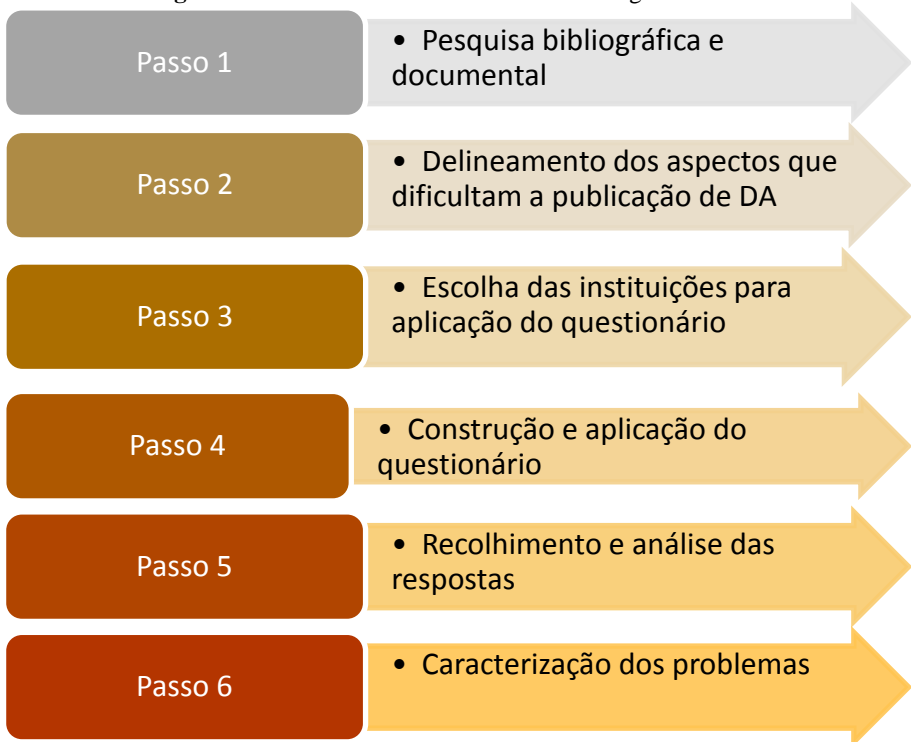 Passo 1
• Pesquisa bibliográfica e
documental
Passo 2
• Delineamento dos aspectos que
dificultam a publicação de DA
Passo 3
• Escolha das instituições para
aplicação do questionário
Passo 4
• Construção e aplicação do
questionário
Passo 5
• Recolhimento e análise das
respostas
Passo 6
• Caracterização dos problemas